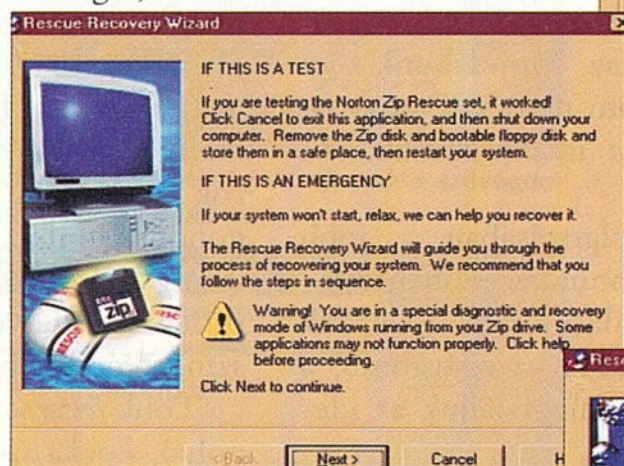 Rescue Recovery Wizard
IF THIS IS A TEST
If you are testing the Norton Zip Rescue set, it worked!
Click Cancel to exit this application, and then shut down your
computer. Remove the Zip disk and bootable floppy disk and
store them in a safe place, then restart your system.
IF THIS IS AN EMERGENCY
If your system won't start, relax, we can help you recover it.
The Rescue Recovery Wizard will guide you through the
process of recovering your system. We recommend that you
follow the steps in sequence.
Warning! You are in a special diagnostic and recovery
mode of Windows running from your Zip drive. Some
applications may not function properly. Click help
before proceeding.
Click Next to continue.
zip
RESCU
RESC
< Back
Next >
Cancel
H
Resc